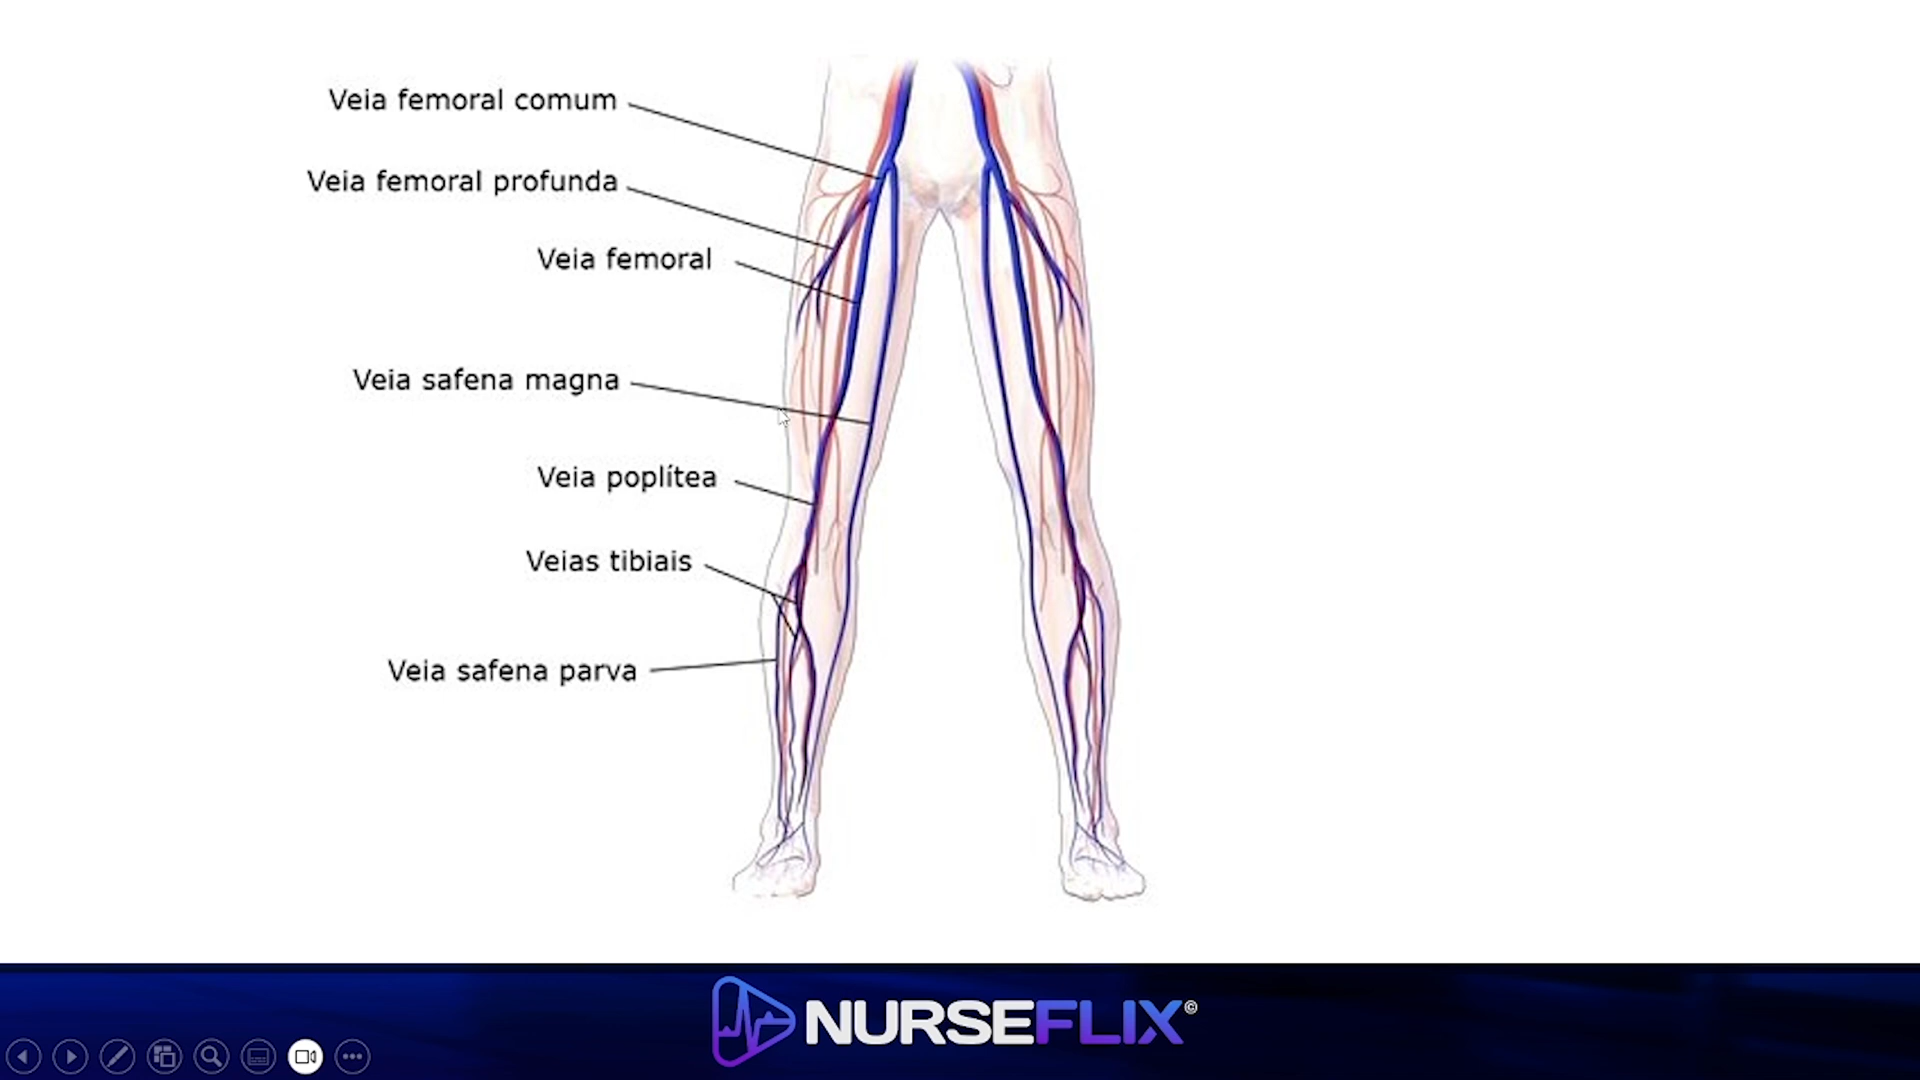 Veia femoral comum
Veia femoral profunda
Veia femoral
Veia safena magna
Veia poplítea
Veias tibiais
Veia safena parva
NURSEFLIX©